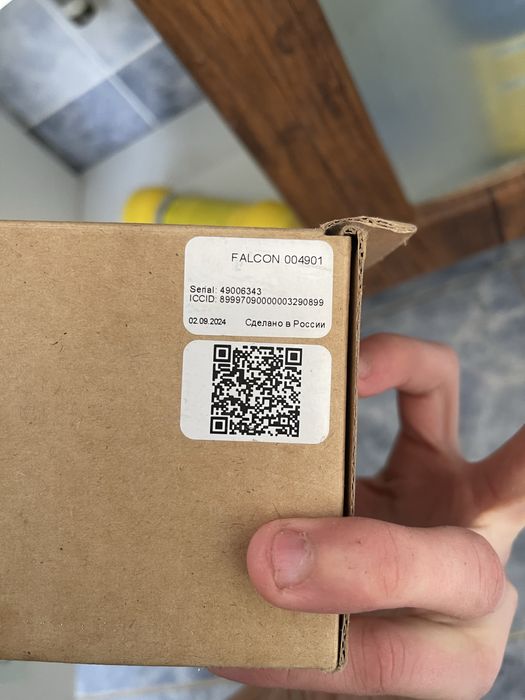 FALCON 004901
Serial: 49006343
ICCID: 89997090000003290899
02.09.2024 Сделано в России